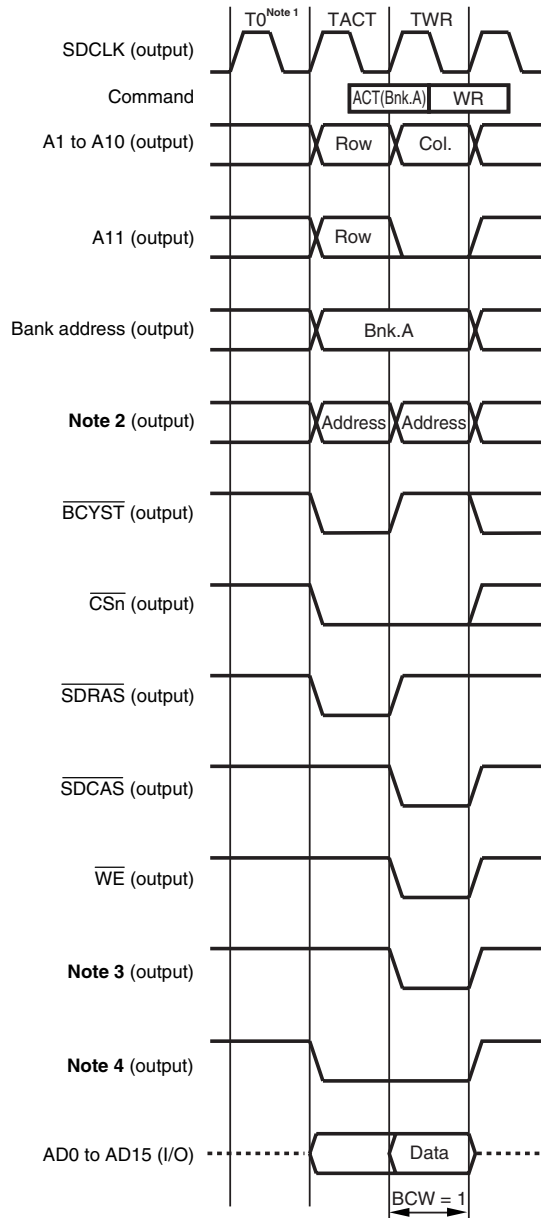 T0Note 1 TACT TWR
SDCLK (output)
Command ACT(Bnk.A) WR
A1 to A10 (output) Row Col.
A11 (output) Row
Bank address (output) Bnk.A
Note 2 (output) Address Address
BCYST (output)
CSn (output)
SDRAS (output)
SDCAS (output)
WE (output)
Note 3 (output)
Note 4 (output)
AD0 to AD15 (I/O) Data
BCW = 1